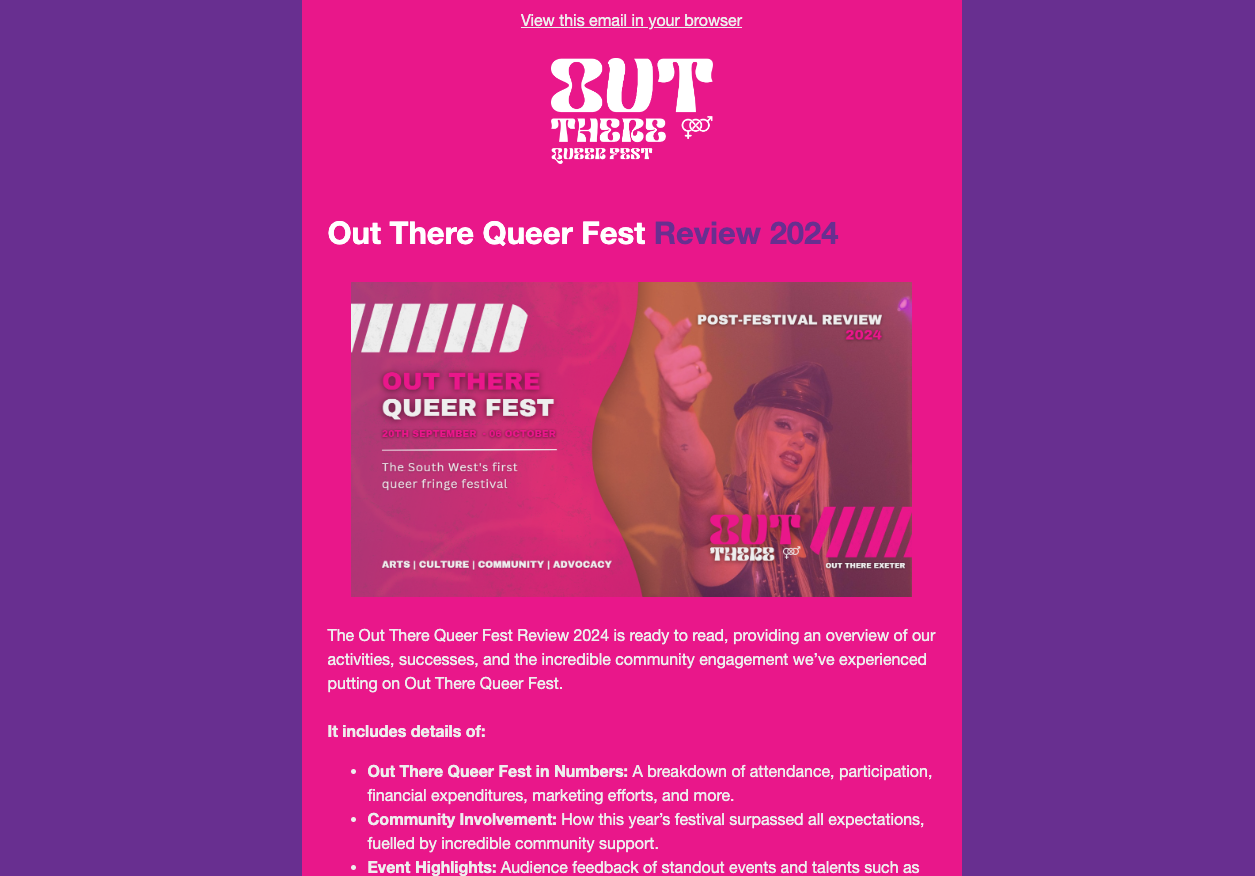 View this email in your browser
OUT
THERE
QUEER FEST
Out There Queer Fest Review 2024
POST-FESTIVAL REVIEW
2024
OUT THERE
QUEER FEST
20TH SEPTEMBER - 06 OCTOBER
The South West's first
queer fringe festival
OUT
THERE
ARTS | CULTURE | COMMUNITY | ADVOCACY
OUT THERE EXETER
The Out There Queer Fest Review 2024 is ready to read, providing an overview of our
activities, successes, and the incredible community engagement we’ve experienced
putting on Out There Queer Fest.
It includes details of:
• Out There Queer Fest in Numbers: A breakdown of attendance, participation,
financial expenditures, marketing efforts, and more.
• Community Involvement: How this year’s festival surpassed all expectations,
fuelled by incredible community support.
• Event Highlights: Audience feedback of standout events and talents such as